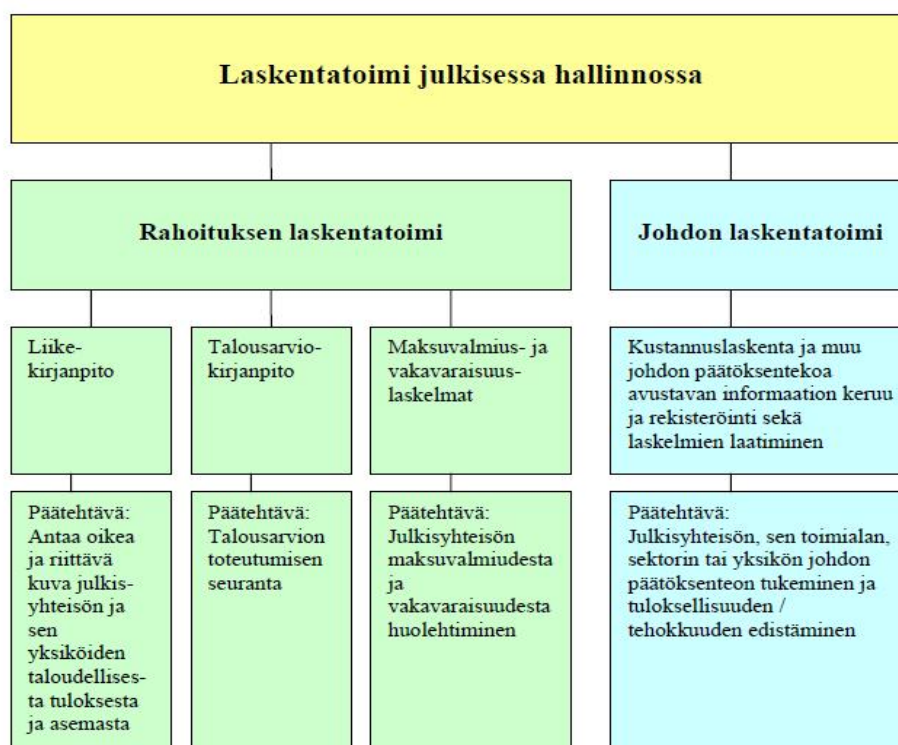 Laskentatoimi julkisessa hallinnossa
Rahoituksen laskentatoimi
Johdon laskentatoimi
Liike-
kirjanpito
Talousarvio-
kirjanpito
Maksuvalmius- ja
vakavaraisuus-
laskelmat
Kustannuslaskenta ja muu
johdon päätöksentekoa
avustavan informaation keruu
ja rekisteröinti sekä
laskelmien laatiminen
Päätehtävä:
Antaa oikea
ja riittävä
kuva julkis-
yhteisön ja
sen
yksiköiden
taloudellises-
ta tuloksesta
ja asemasta
Päätehtävä:
Talousarvion
toteutumisen
seuranta
Päätehtävä:
Julkisyhteisön
maksuvalmiudesta
ja
vakavaraisuudesta
huolehtiminen
Päätehtävä:
Julkisyhteisön, sen toimialan,
sektorin tai yksikön johdon
päätöksenteon tukeminen ja
tuloksellisuuden /
tehokkuuden edistäminen